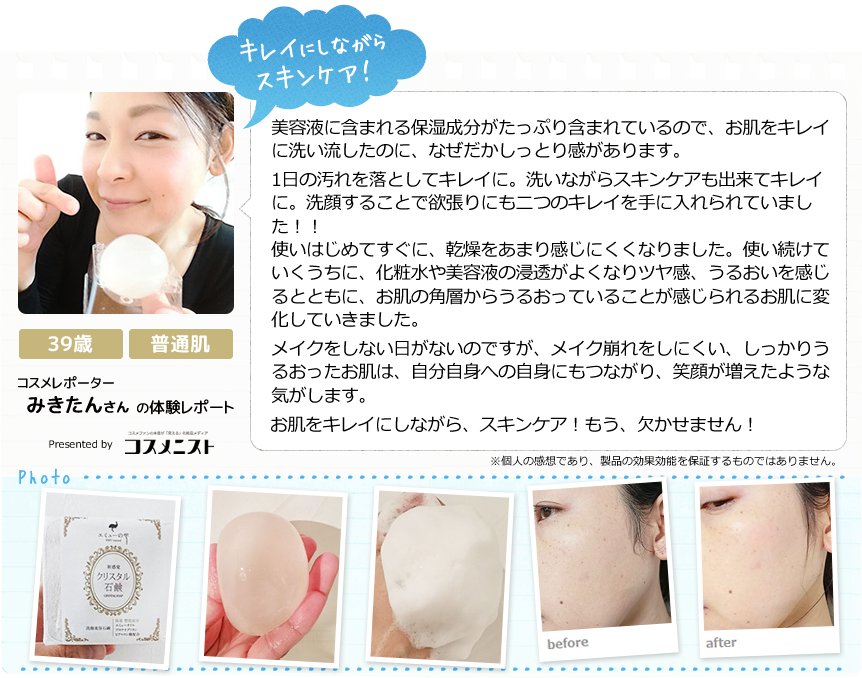 キレイにしながら
スキンケア！
美容液に含まれる保湿成分がたっぷり含まれているので、お肌をキレイ
に洗い流したのに、なぜだかしっとり感があります。
1日の汚れを落としてキレイに。洗いながらスキンケアも出来てキレイ
に。洗顔することで欲張りにも二つのキレイを手に入れられていまし
た！！
使いはじめてすぐに、乾燥をあまり感じにくくなりました。使い続けて
いくうちに、化粧水や美容液の浸透がよくなりツヤ感、うるおいを感じ
るとともに、お肌の角層からうるおっていることが感じられるお肌に変
化していきました。
メイクをしない日がないのですが、メイク崩れをしにくい、しっかりう
るおったお肌は、自分自身への自身にもつながり、笑顔が増えたような
気がします。
お肌をキレイにしながら、スキンケア！もう、欠かせません！
39歳 普通肌
コスメレポーター
みきたんさん の体験レポート
Presented by コスメニスト
※個人の感想であり、製品の効果効能を保証するものではありません。
Photo
エミューの雫
新感覚
クリスタル
石鹸
before
after